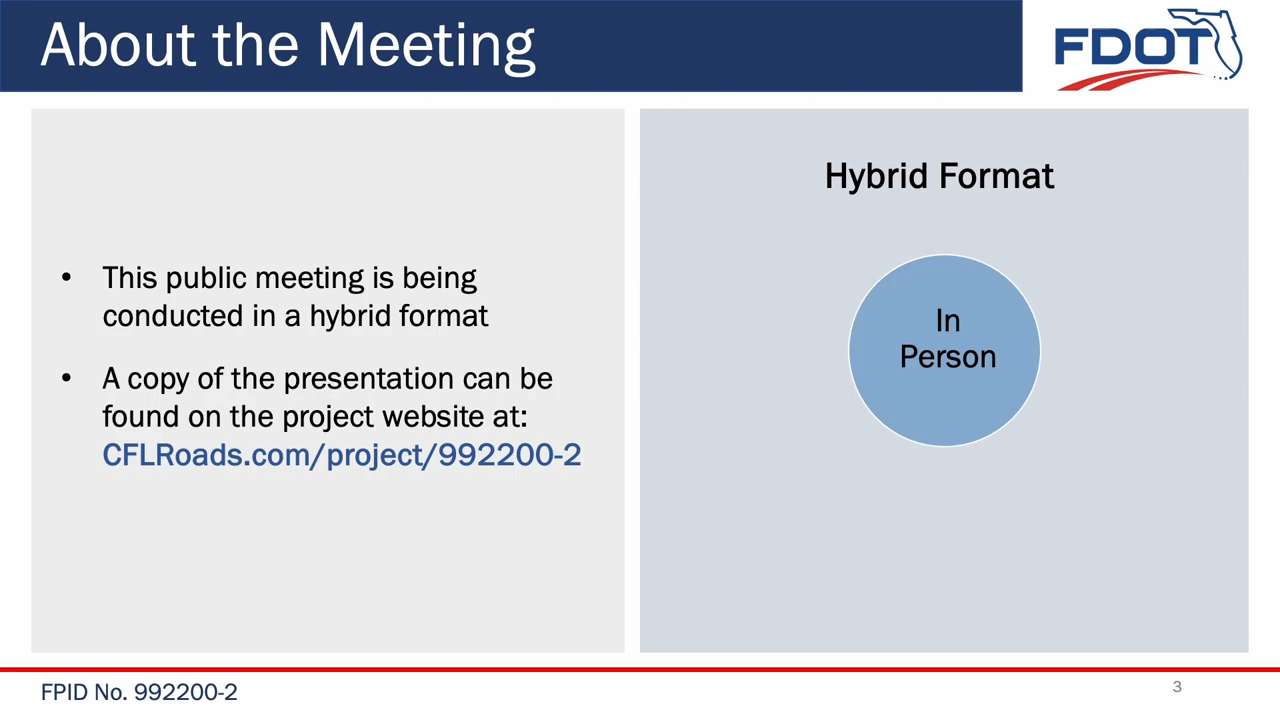 About the Meeting
FDOT
• This public meeting is being
conducted in a hybrid format
• A copy of the presentation can be
found on the project website at:
CFLRoads.com/project/992200-2
Hybrid Format
In
Person
FPID No. 992200-2
3